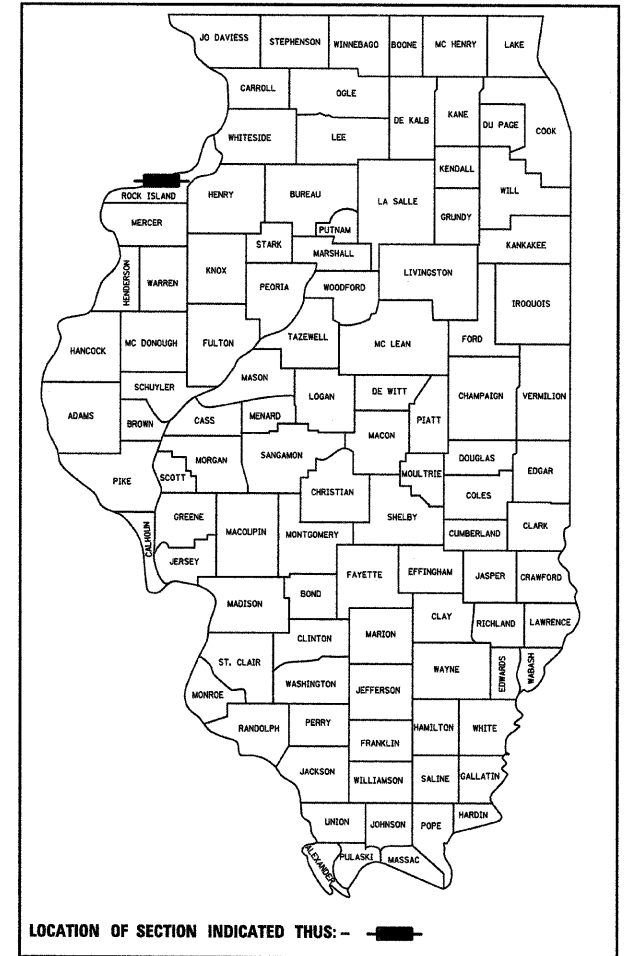 JO DAVIESS STEPHENSON WINNEBAGO BOONE MC HENRY LAKE
CARROLL OGLE
DE KALB KANE DU PAGE COOK
WHITESIDE LEE
KENDALL
ROCK ISLAND HENRY BUREAU LA SALLE WILL
GRUNDY
MERCER PUTNAM
STARK MARSHALL KANKAKEE
HENDERSON WARREN KNOX LIVINGSTON
PEORIA WOODFORD
IROQUOIS
TAZEWELL FORD
HANCOCK MC DONOUGH FULTON MC LEAN
MASON
SCHUYLER LOGAN DE WITT CHAMPAIGN VERMILION
ADAMS BROWN CASS MENARD PIATT
MACON
MORGAN SANGAMON DOUGLAS
PIKE SCOTT MOULTRIE EDGAR
CHRISTIAN COLES
GREENE SHELBY
CALHOUN MACOUPIN MONTGOMERY CUMBERLAND CLARK
JERSEY
FAYETTE EFFINGHAM JASPER CRAWFORD
MADISON BOND
CLAY RICHLAND LAWRENCE
CLINTON MARION
ST. CLAIR WAYNE EDWARDS WABASH
WASHINGTON JEFFERSON
MONROE
RANDOLPH PERRY HAMILTON WHITE
FRANKLIN
JACKSON WILLIAMSON SALINE GALLATIN
UNION JOHNSON POPE HARDIN
ALEXANDER PULASKI MASSAC
LOCATION OF SECTION INDICATED THUS: –